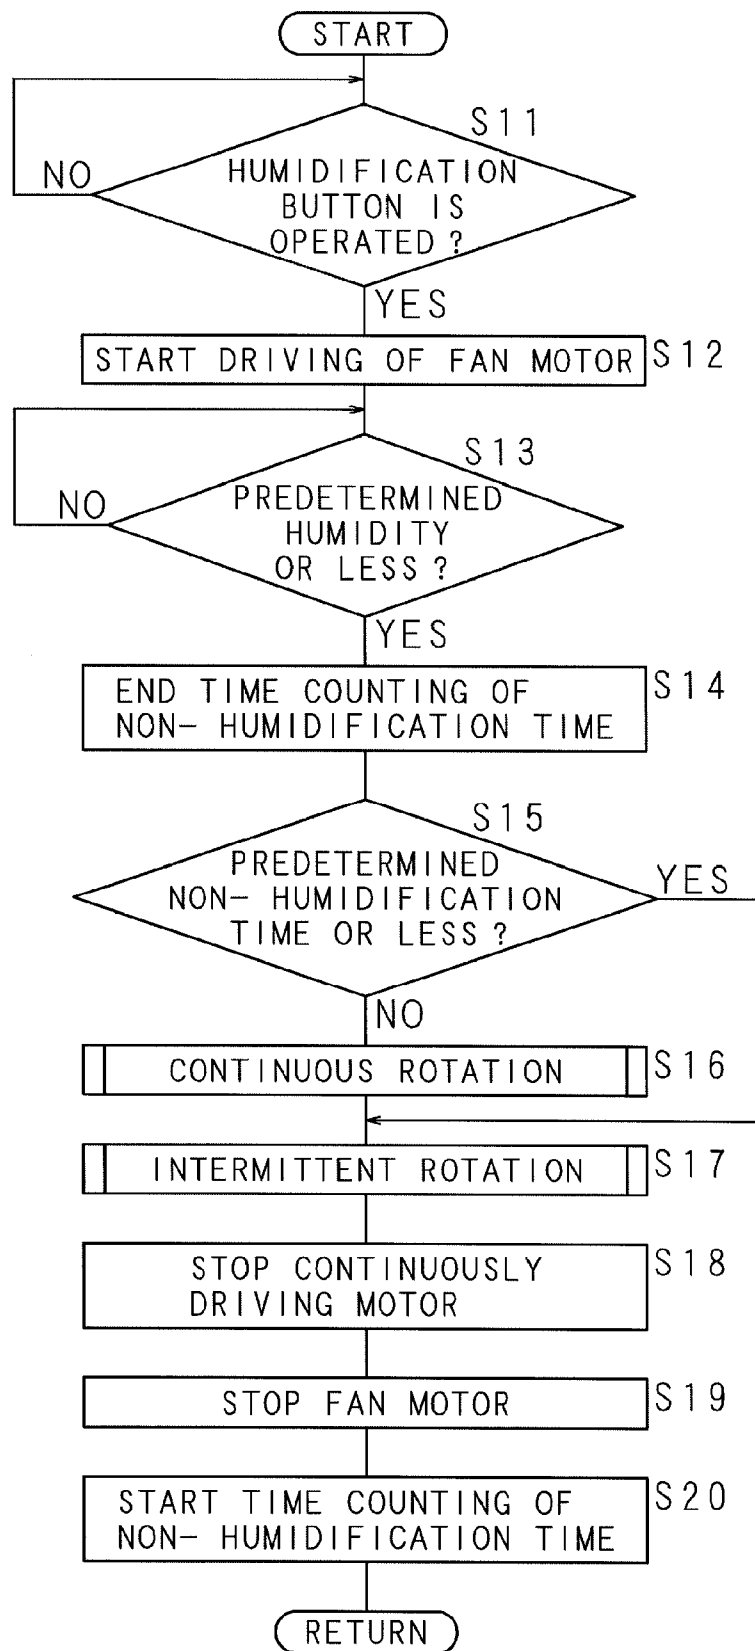 START
S11
HUMIDIFICATION
NO
BUTTON IS
OPERATED ?
YES
START DRIVING OF FAN MOTOR
S12
S13
PREDETERMINED
NO
HUMIDITY
OR LESS ?
YES
END TIME COUNTING OF
S14
NON- HUMIDIFICATION TIME
S15
PREDETERMINED
YES
NON- HUMIDIFICATION
TIME OR LESS ?
NO
CONTINUOUS ROTATION
S16
INTERMITTENT ROTATION
S17
STOP CONTINUOUSLY
S18
DRIVING MOTOR
STOP FAN MOTOR
S19
START TIME COUNTING OF
S20
NON- HUMIDIFICATION TIME
RETURN